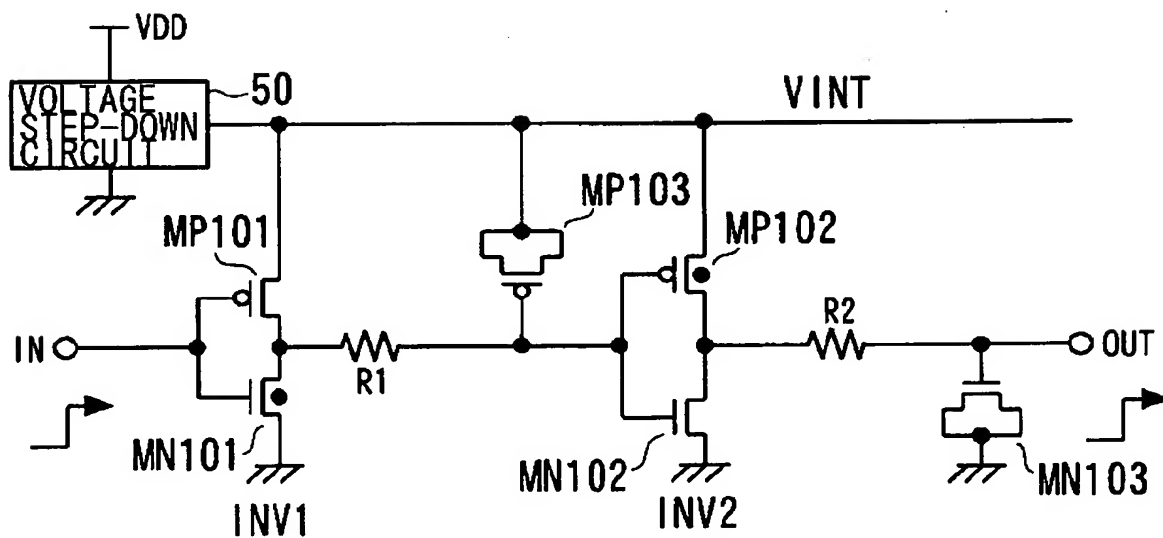 VDD
VOLTAGE
STEP-DOWN
CIRCUIT
50
VINT
MP103
MP101
MP102
IN
R1
R2
OUT
MN101
MN102
MN103
INV1
INV2